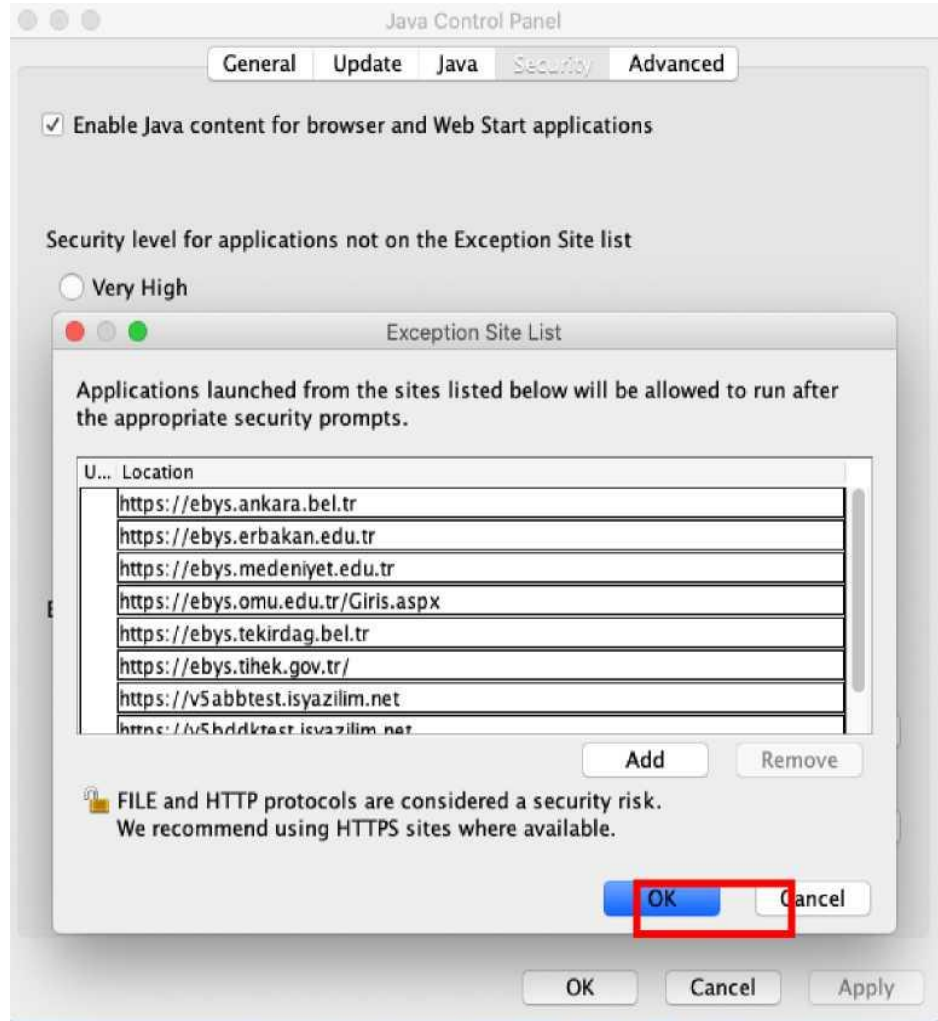 Java Control Panel
General Update Java Security Advanced
Enable Java content for browser and Web Start applications
Security level for applications not on the Exception Site list
Very High
Exception Site List
Applications launched from the sites listed below will be allowed to run after
the appropriate security prompts.
U... Location
https://ebys.ankara.bel.tr
https://ebys.erbakan.edu.tr
https://ebys.medeniyet.edu.tr
https://ebys.omu.edu.tr/Giris.aspx
https://ebys.tekirdag.bel.tr
https://ebys.tihek.gov.tr/
https://v5abbtest.isyazilim.net
https://v5bddktest.isyazilim.net
Add Remove
FILE and HTTP protocols are considered a security risk.
We recommend using HTTPS sites where available.
OK Cancel
OK Cancel Apply